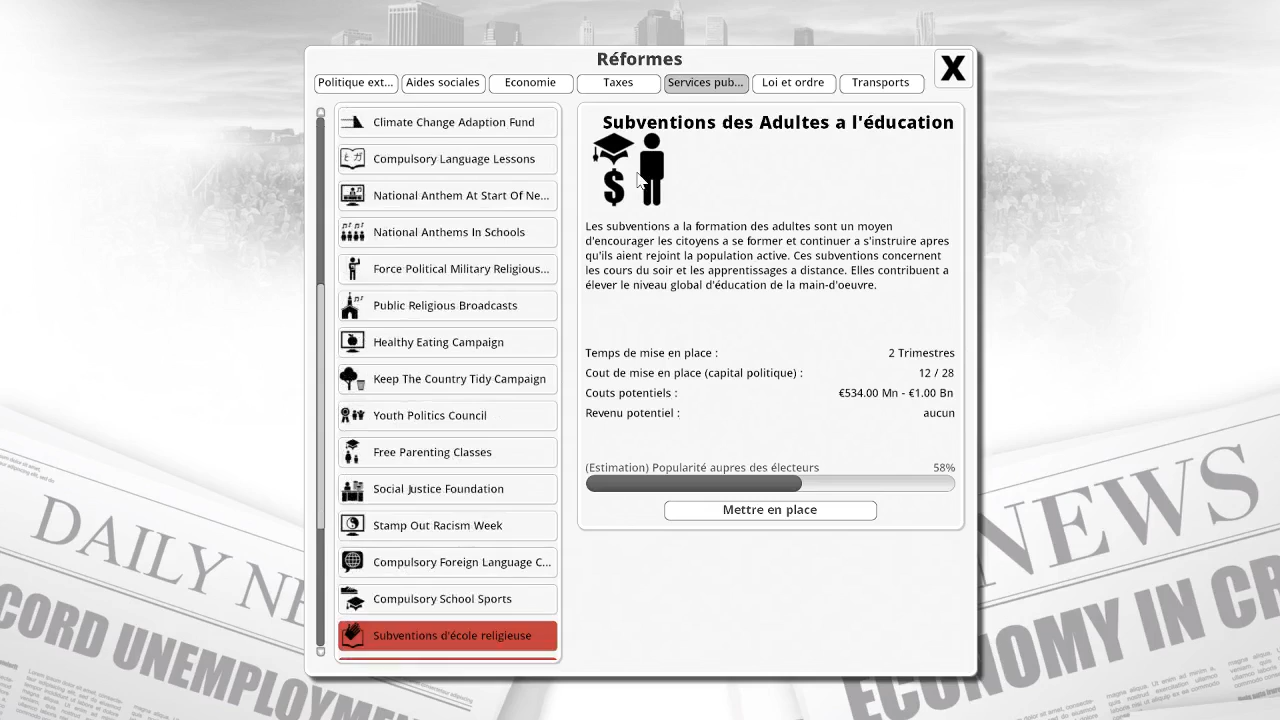 Réformes
X
Politique ext...
Aides sociales
Economie
Taxes
Services pub...
Loi et ordre
Transports
Climate Change Adaption Fund
Compulsory Language Lessons
National Anthem At Start Of Ne...
National Anthems In Schools
Force Political Military Religious...
Public Religious Broadcasts
Healthy Eating Campaign
Keep The Country Tidy Campaign
Youth Politics Council
Free Parenting Classes
Social Justice Foundation
Stamp Out Racism Week
Compulsory Foreign Language C...
Compulsory School Sports
Subventions d'école religieuse
Subventions des Adultes a l'éducation
Les subventions a la formation des adultes sont un moyen
d'encourager les citoyens a se former et continuer a s'instruire apres
qu'ils aient rejoint la population active. Ces subventions concernent
les cours du soir et les apprentissages a distance. Elles contribuent a
élever le niveau global d'éducation de la main-d'oeuvre.
Temps de mise en place : 2 Trimestres
Cout de mise en place (capital politique) : 12 / 28
Couts potentiels : €534.00 Mn - €1.00 Bn
Revenu potentiel : aucun
(Estimation) Popularité aupres des électeurs 58%
Mettre en place
DAILY NE
CORD UNEMPLOYM
NEWS
ECONOMY IN CR